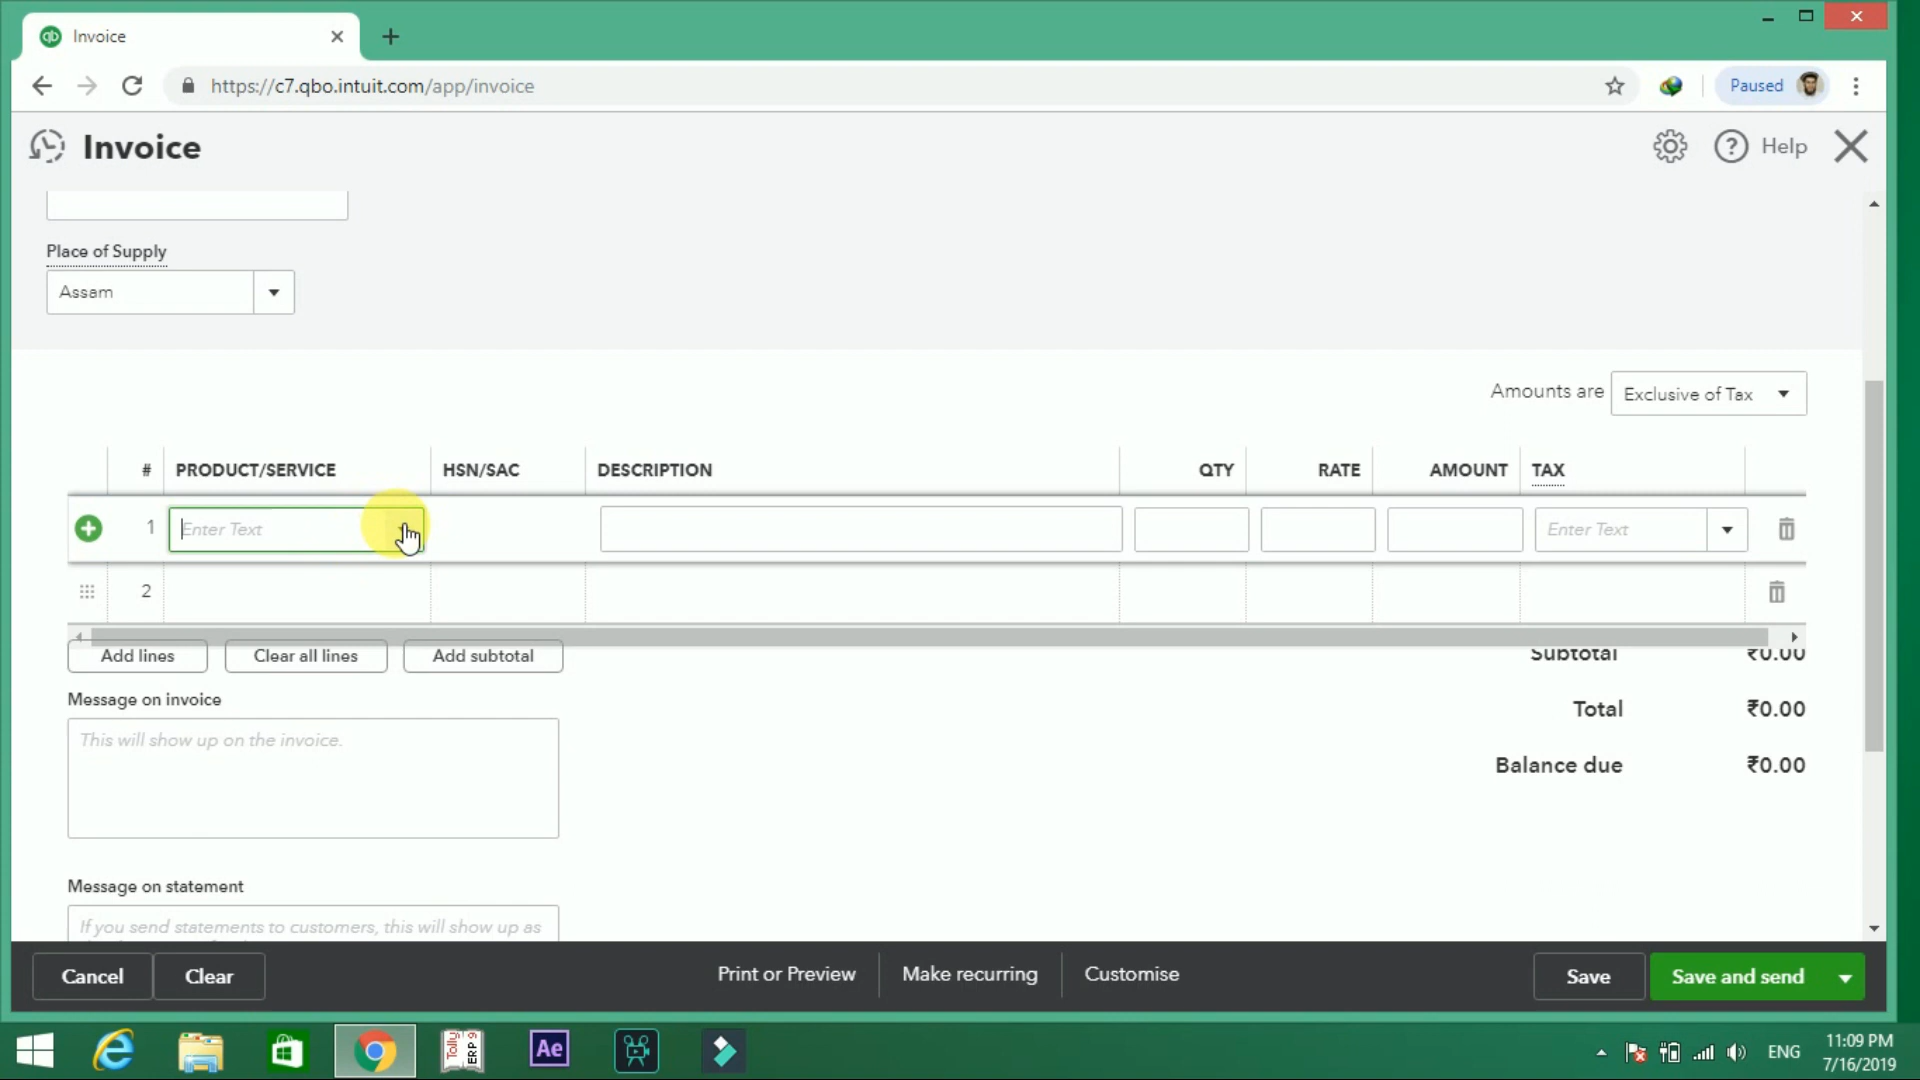 Invoice
https://c7.qbo.intuit.com/app/invoice
Paused
Invoice
Help
Place of Supply
Assam
Amounts are
Exclusive of Tax
# PRODUCT/SERVICE HSN/SAC DESCRIPTION QTY RATE AMOUNT TAX
1 Enter Text Enter Text
2
Add lines Clear all lines Add subtotal
Subtotal ₹0.00
Message on invoice
Total ₹0.00
This will show up on the invoice.
Balance due ₹0.00
Message on statement
If you send statements to customers, this will show up as
Cancel Clear Print or Preview Make recurring Customise Save Save and send
Tally ERP 9
Ae
ENG
11:09 PM
7/16/2019